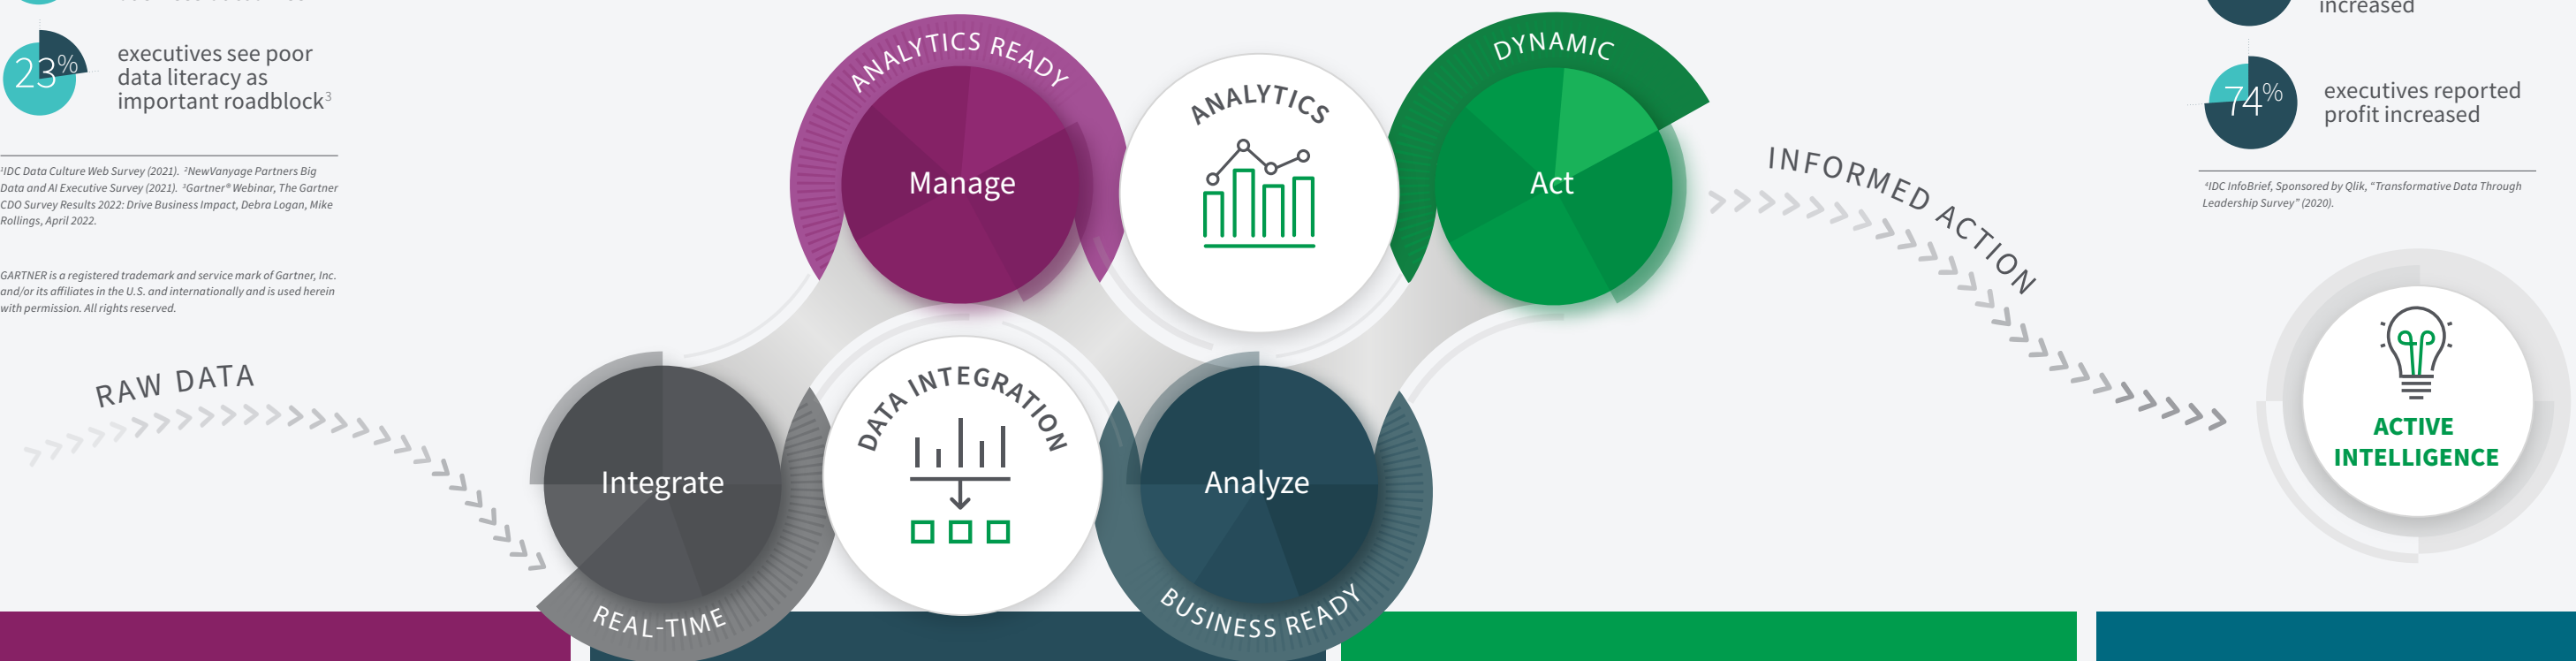 23%
executives see poor
data literacy as
important roadblock³
¹IDC Data Culture Web Survey (2021). ²NewVanyage Partners Big
Data and AI Executive Survey (2021). ³Gartner® Webinar, The Gartner
CDO Survey Results 2022: Drive Business Impact, Debra Logan, Mike
Rollings, April 2022.
GARTNER is a registered trademark and service mark of Gartner, Inc.
and/or its affiliates in the U.S. and internationally and is used herein
with permission. All rights reserved.
RAW DATA
Integrate
REAL-TIME
DATA INTEGRATION
ANALYTICS READY
Manage
ANALYTICS
Analyze
BUSINESS READY
DYNAMIC
Act
INFORMED ACTION
increased
74%
executives reported
profit increased
⁴IDC InfoBrief, Sponsored by Qlik, “Transformative Data Through
Leadership Survey” (2020).
ACTIVE
INTELLIGENCE